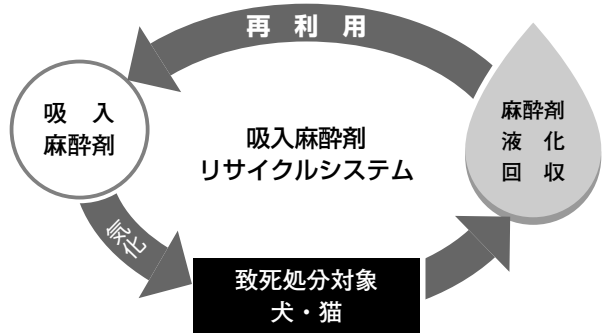 再 利 用
吸 入
麻酔剤
吸入麻酔剤
リサイクルシステム
麻酔剤
液 化
回 収
気化
致死処分対象
犬・猫